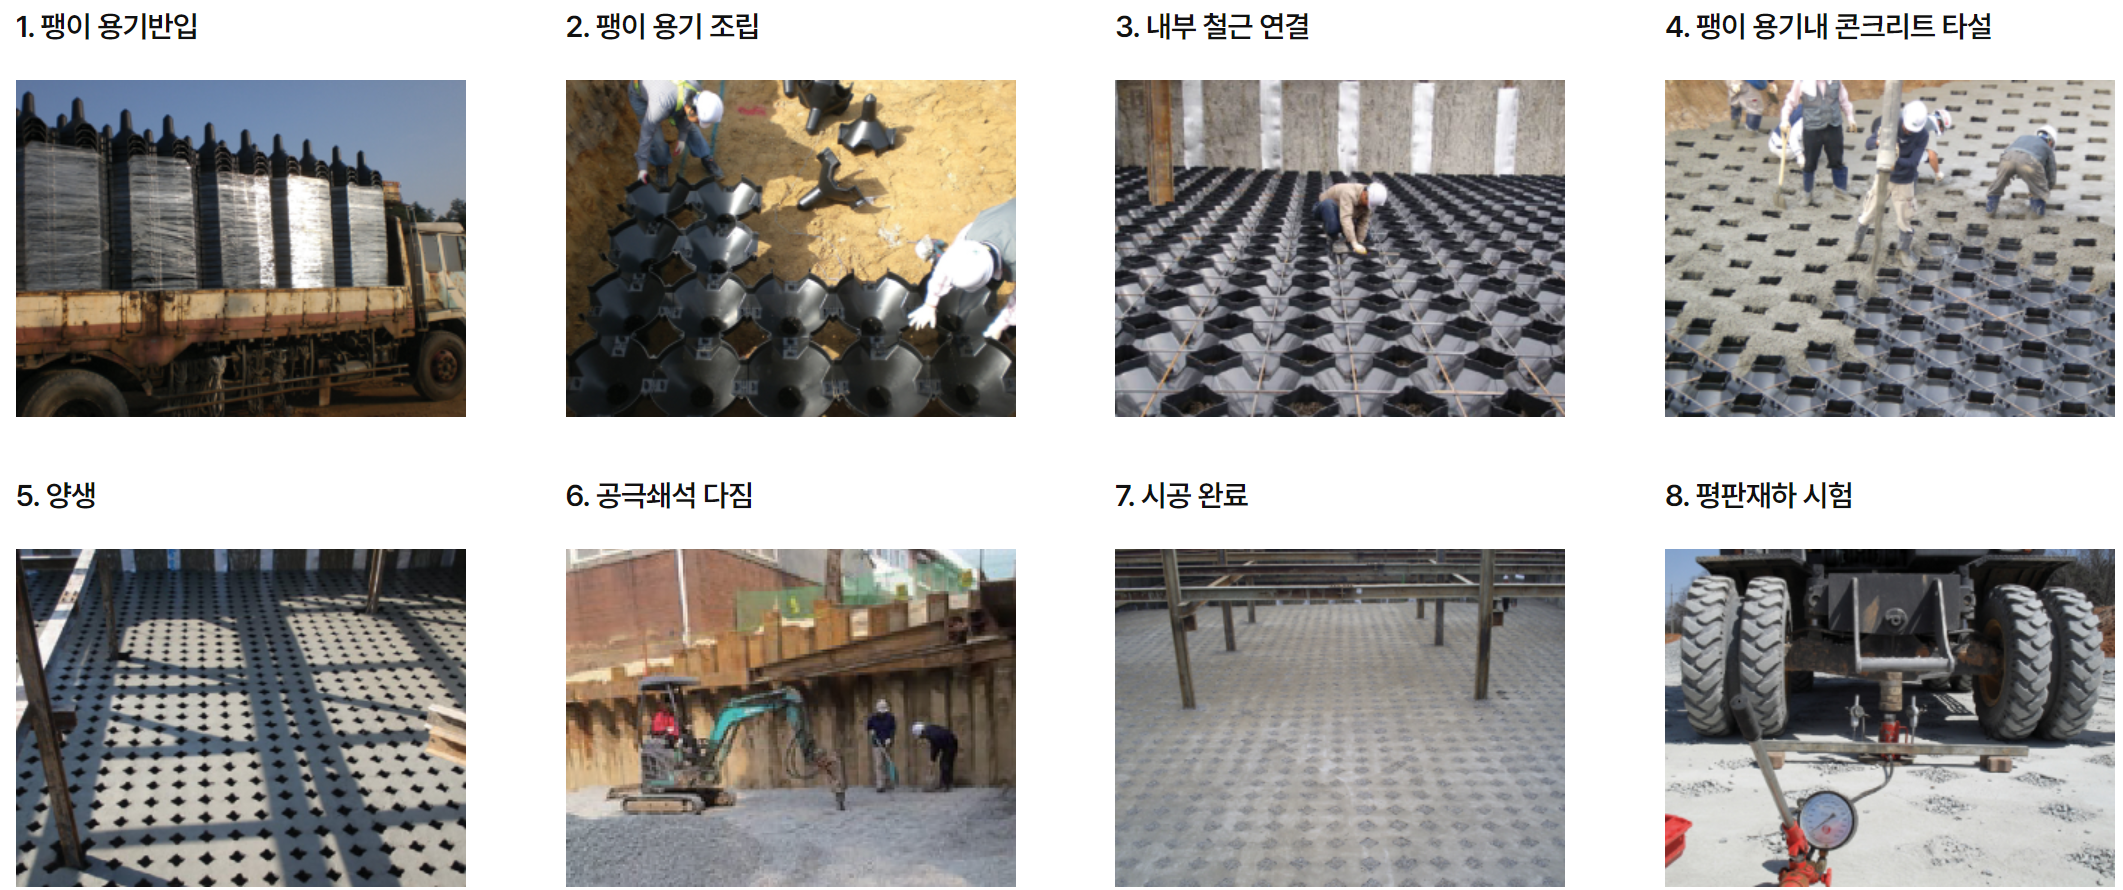 1. 팽이 용기반입
2. 팽이 용기 조립
3. 내부 철근 연결
4. 팽이 용기내 콘크리트 타설
5. 양생
6. 공극쇄석 다짐
7. 시공 완료
8. 평판재하 시험